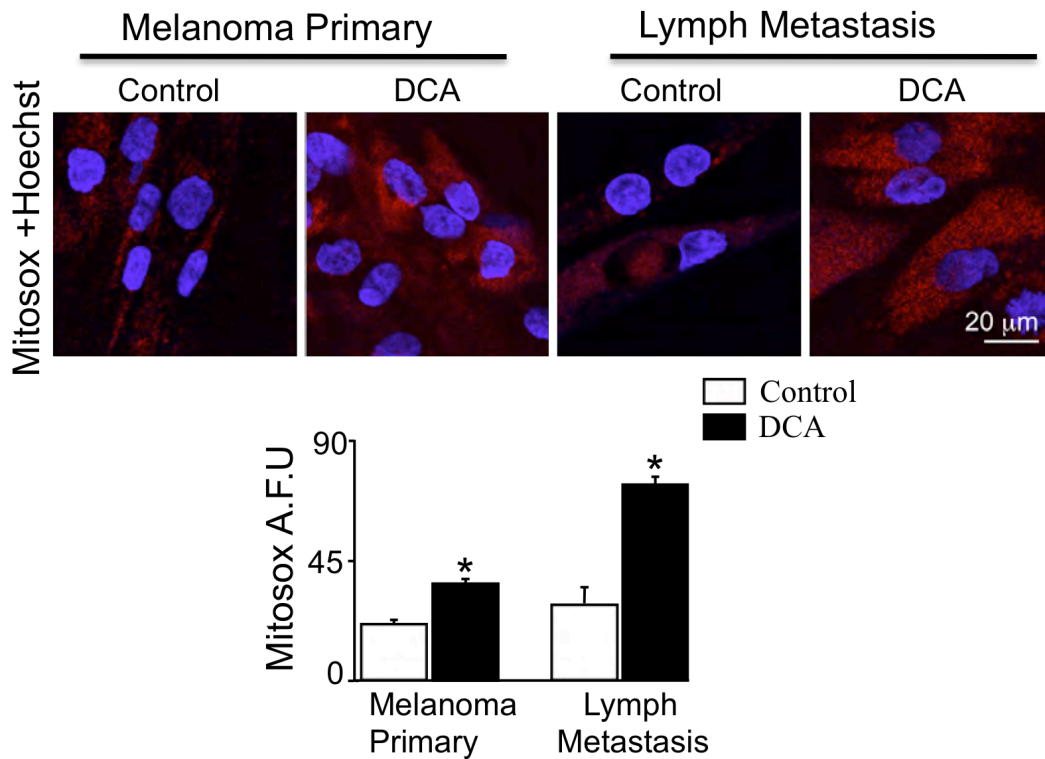 Melanoma Primary
Lymph Metastasis
Control
DCA
Control
DCA
Mitosox +Hoechst
20 μm
Control
DCA
Mitosox A.F.U
90
45
0
*
*
Melanoma
Primary
Lymph
Metastasis